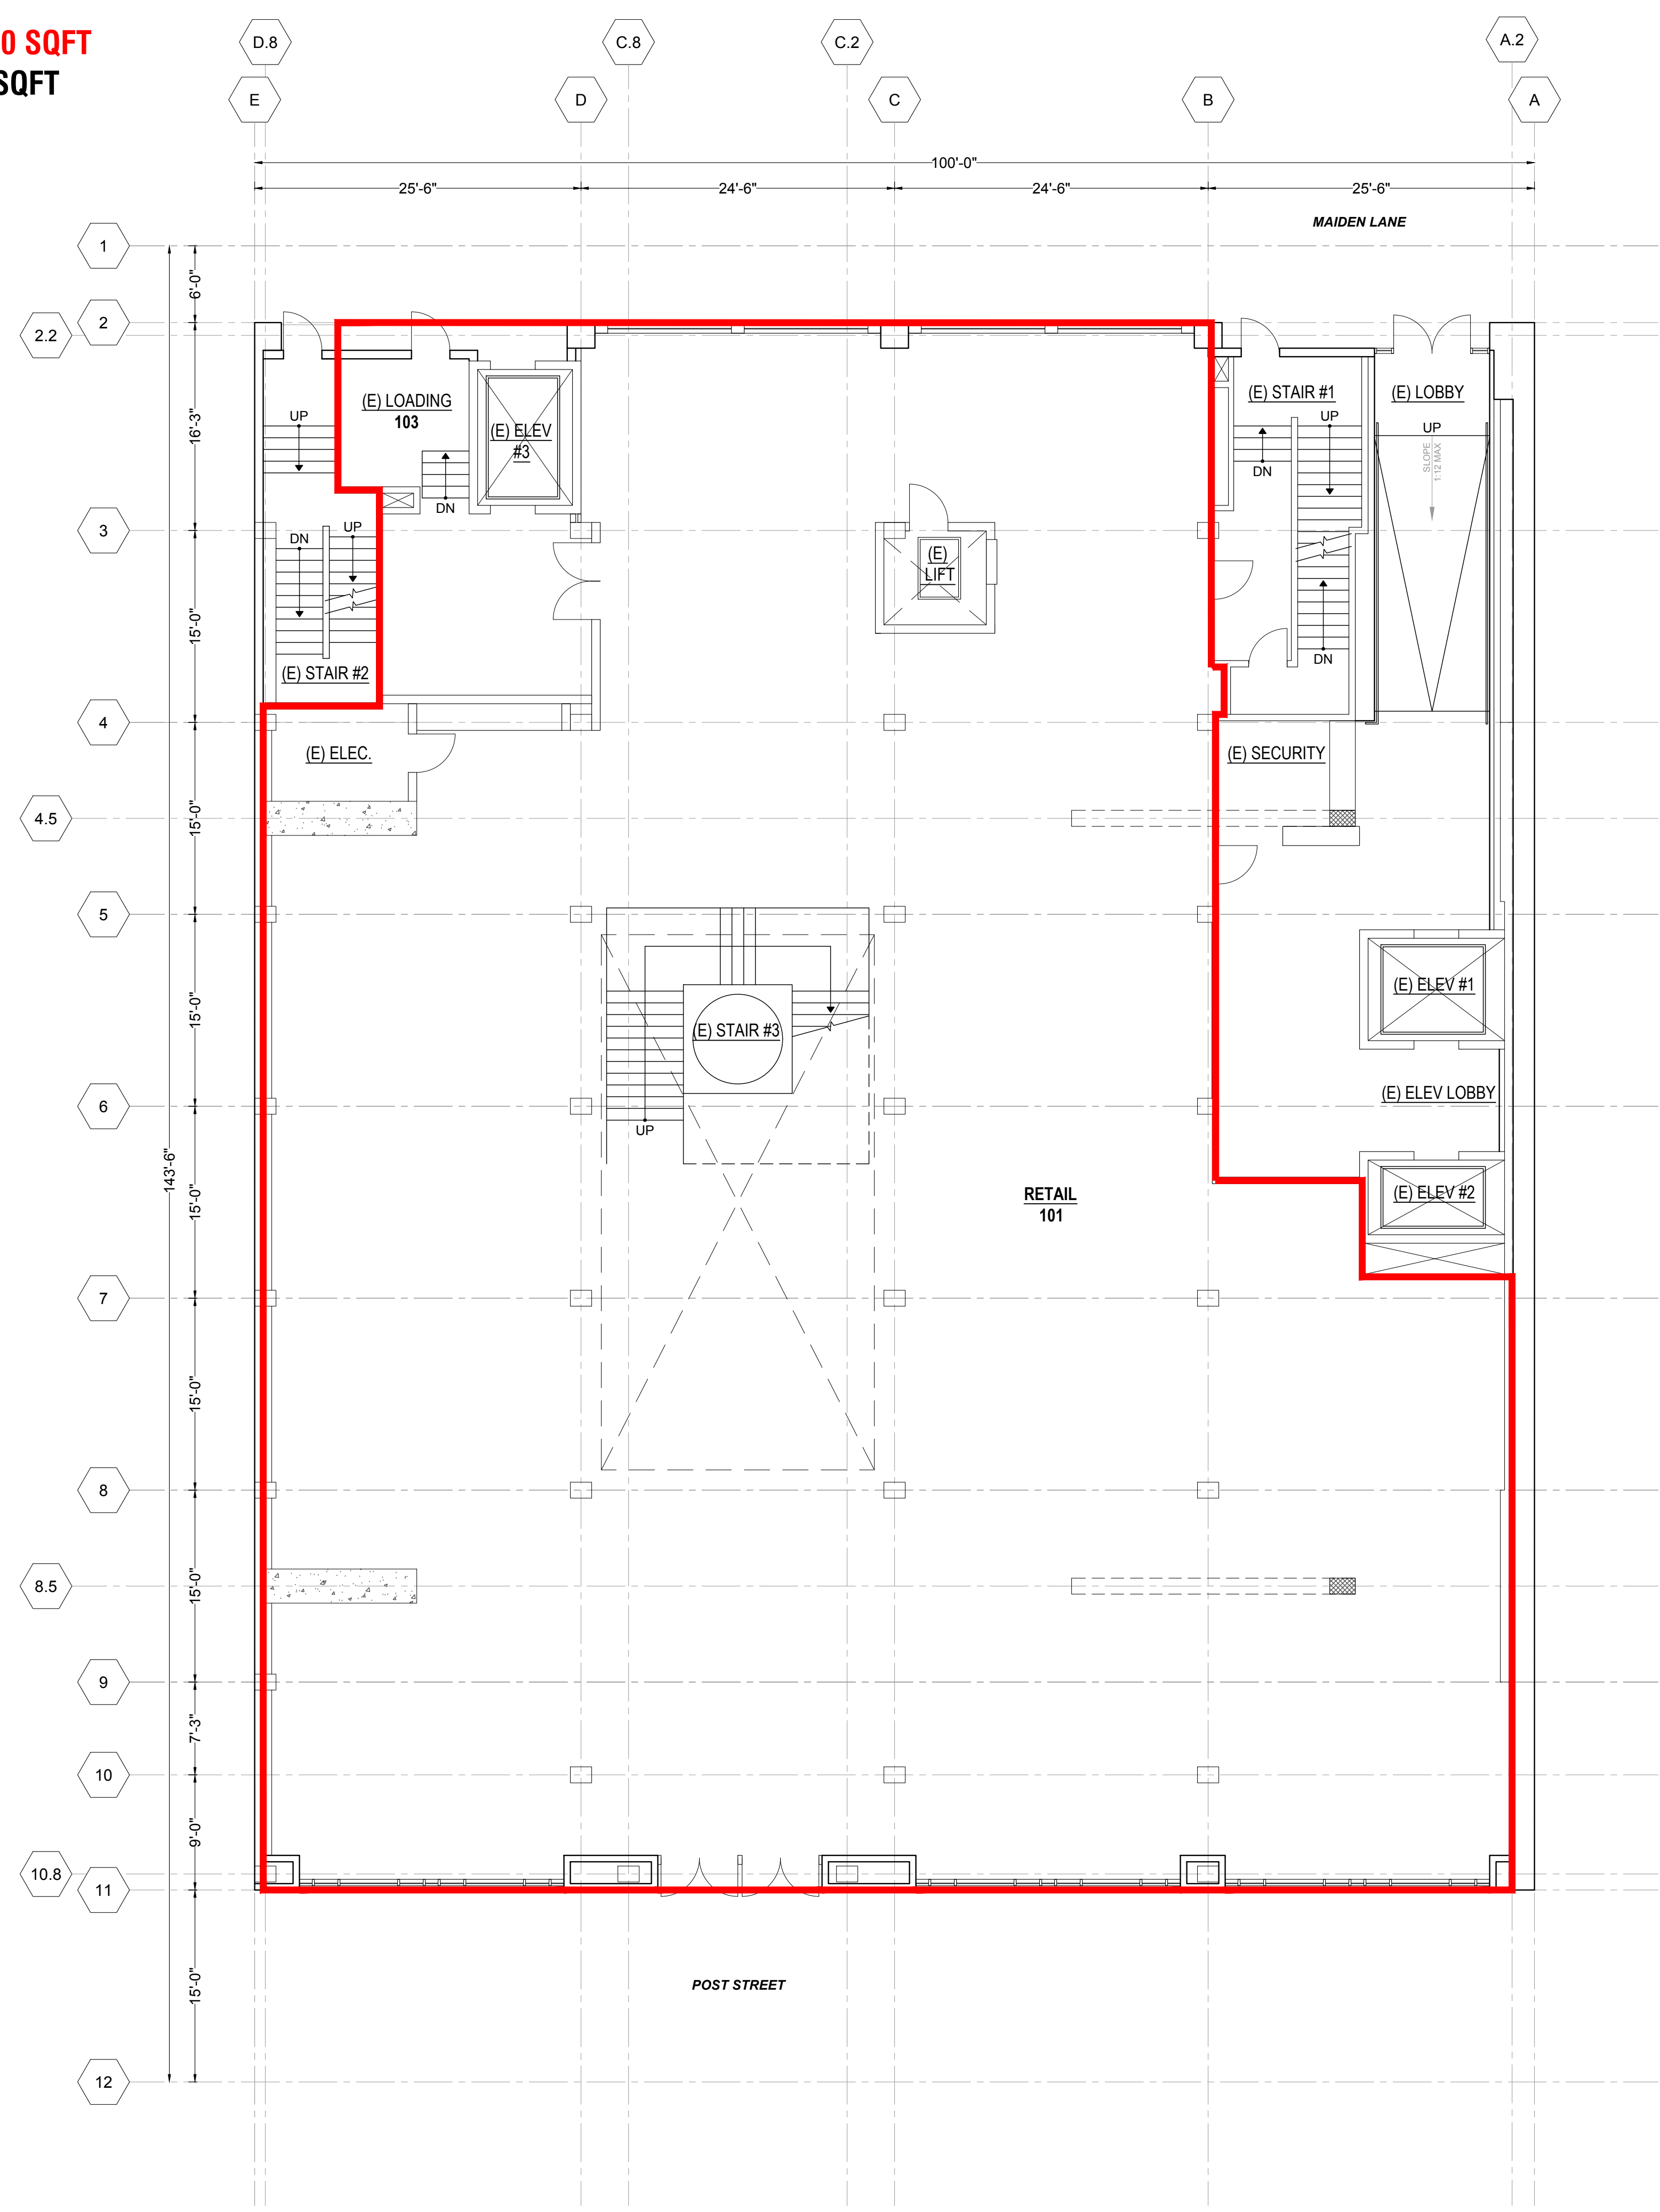 0 SQFT
SQFT
D.8
C.8
C.2
A.2
E
D
C
B
A
100'-0"
25'-6"
24'-6"
24'-6"
25'-6"
MAIDEN LANE
1
6'-0"
2
2.2
16'-3"
(E) LOADING
103
UP
(E) ELEV
#3
DN
(E) STAIR #1
UP
DN
(E) LOBBY
UP
SLOPE
1:12 MAX
3
UP
DN
(E)
LIFT
15'-0"
(E) STAIR #2
DN
4
(E) ELEC.
(E) SECURITY
4.5
15'-0"
5
(E) ELEV #1
15'-0"
(E) STAIR #3
6
UP
(E) ELEV LOBBY
143'-6"
15'-0"
RETAIL
101
(E) ELEV #2
7
15'-0"
8
8.5
15'-0"
9
7'-3"
10
9'-0"
10.8
11
15'-0"
POST STREET
12